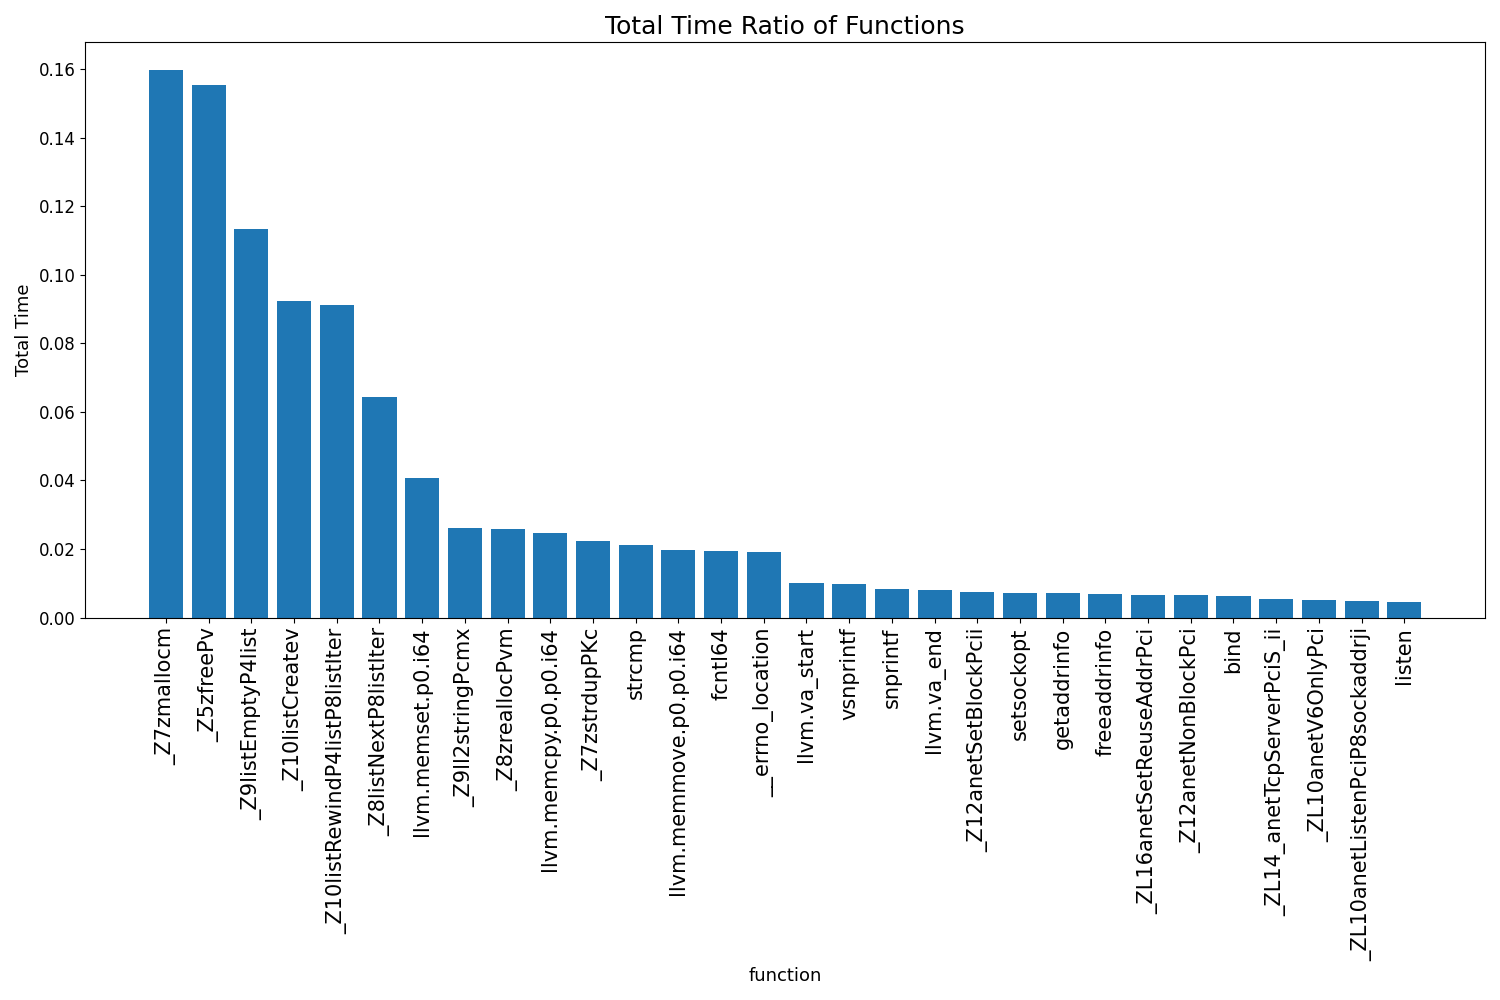 Total Time Ratio of Functions
Total Time
0.16
0.14
0.12
0.10
0.08
0.06
0.04
0.02
0.00
_Z7zmallocm
_Z5zfreePv
_Z9listEmptyP4list
_Z10listCreatev
_Z10listRewindP4listP8listIter
_Z8listNextP8listIter
llvm.memset.p0.i64
_Z9ll2stringPcmx
_Z8zreallocPvm
llvm.memcpy.p0.p0.i64
_Z7zstrdupPKc
strcmp
llvm.memmove.p0.p0.i64
fcntl64
__errno_location
llvm.va_start
vsnprintf
snprintf
llvm.va_end
_Z12anetSetBlockPcii
setsockopt
getaddrinfo
freeaddrinfo
_ZL16anetSetReuseAddrPci
_Z12anetNonBlockPci
bind
_ZL14_anetTcpServerPciS_ii
_ZL10anetV6OnlyPci
_ZL10anetListenPciP8sockaddrji
listen
function